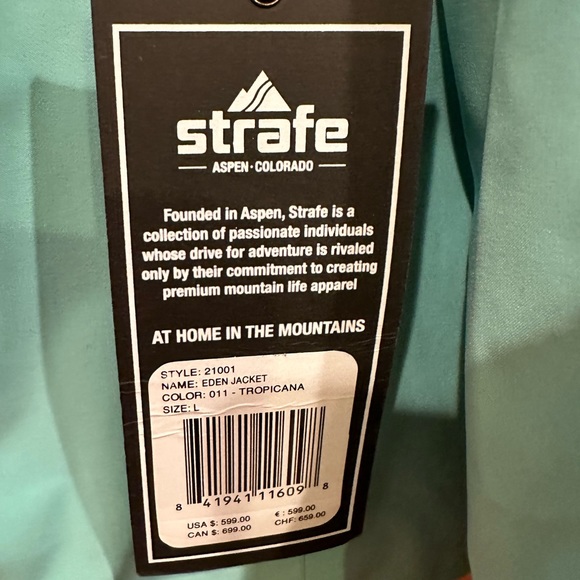 strafe
ASPEN · COLORADO
Founded in Aspen, Strafe is a
collection of passionate individuals
whose drive for adventure is rivaled
only by their commitment to creating
premium mountain life apparel
AT HOME IN THE MOUNTAINS
STYLE: 21001
NAME: EDEN JACKET
COLOR: 011 - TROPICANA
SIZE: L
8 41941 11609 8
USA $: 599.00 € : 599.00
CAN $: 699.00 CHF: 659.00